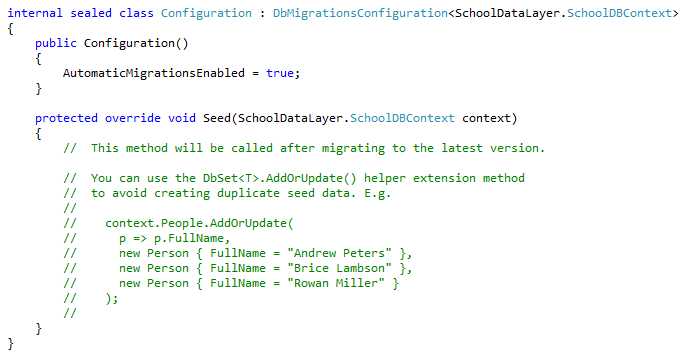 internal sealed class Configuration : DbMigrationsConfiguration<SchoolDataLayer.SchoolDBContext>
{
    public Configuration()
    {
        AutomaticMigrationsEnabled = true;
    }

    protected override void Seed(SchoolDataLayer.SchoolDBContext context)
    {
        //  This method will be called after migrating to the latest version.

        //  You can use the DbSet<T>.AddOrUpdate() helper extension method
        //  to avoid creating duplicate seed data. E.g.
        //
        //    context.People.AddOrUpdate(
        //      p => p.FullName,
        //      new Person { FullName = "Andrew Peters" },
        //      new Person { FullName = "Brice Lambson" },
        //      new Person { FullName = "Rowan Miller" }
        //    );
        //
    }
}